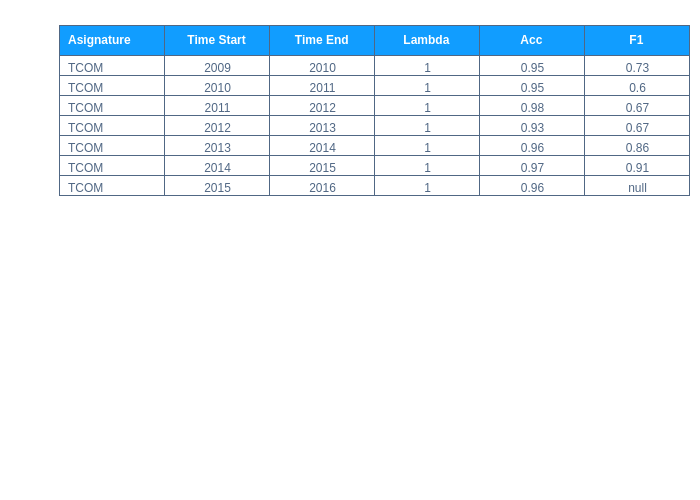 Asignature Time Start Time End Lambda Acc F1
TCOM 2009 2010 1 0.95 0.73
TCOM 2010 2011 1 0.95 0.6
TCOM 2011 2012 1 0.98 0.67
TCOM 2012 2013 1 0.93 0.67
TCOM 2013 2014 1 0.96 0.86
TCOM 2014 2015 1 0.97 0.91
TCOM 2015 2016 1 0.96 null